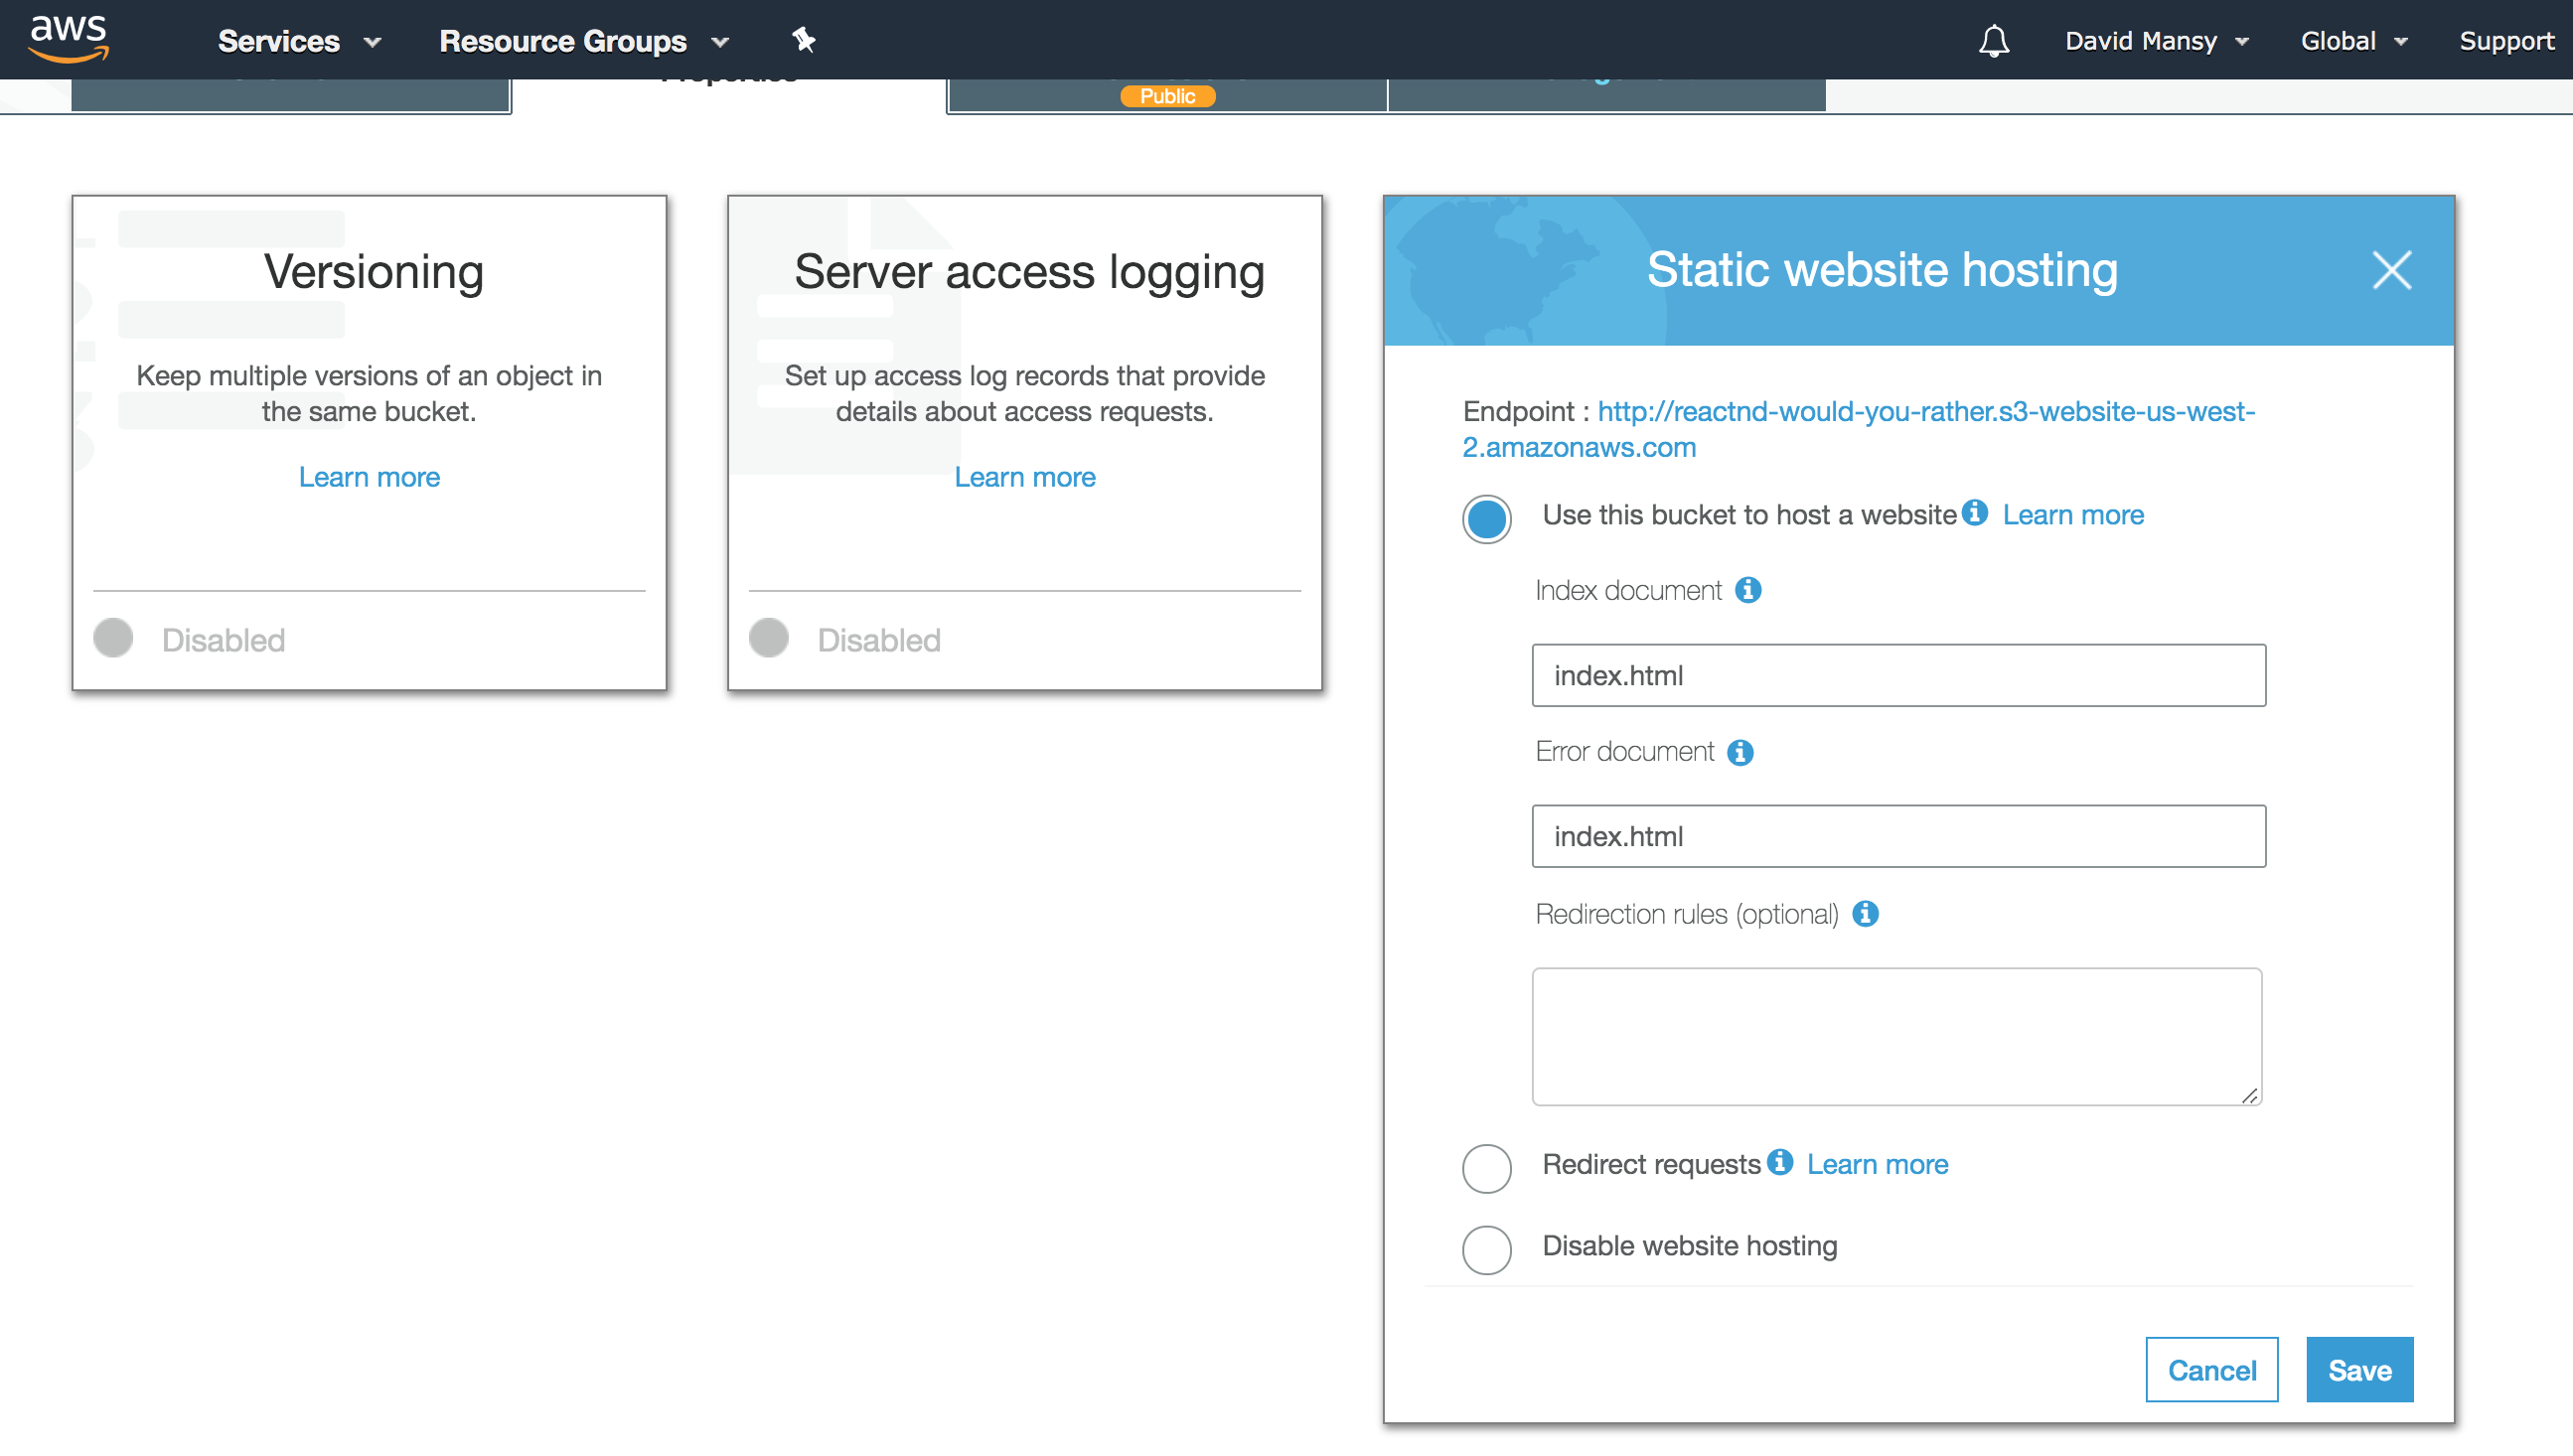 aws Services Resource Groups David Mansy Global Support
Properties
Public
Versioning
Keep multiple versions of an object in
the same bucket.
Learn more
Disabled
Server access logging
Set up access log records that provide
details about access requests.
Learn more
Disabled
Static website hosting
Endpoint : http://reactnd-would-you-rather.s3-website-us-west-
2.amazonaws.com
Use this bucket to host a website Learn more
Index document
index.html
Error document
index.html
Redirection rules (optional)
Redirect requests Learn more
Disable website hosting
Cancel Save